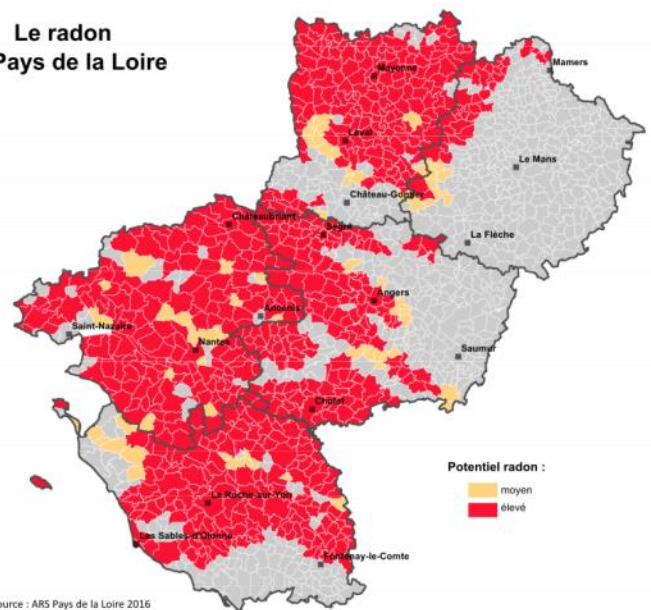 Le radon
Pays de la Loire
Mamers
Mayenne
Laval
Le Mans
Château-Gontier
Châteaubriant
Segré
La Flèche
Angers
Ancenis
Saint-Nazaire
Nantes
Saumur
Cholet
Potentiel radon :
moyen
élevé
La Roche-sur-Yon
Les Sables-d'Olonne
Fontenay-le-Comte
ource : ARS Pays de la Loire 2016